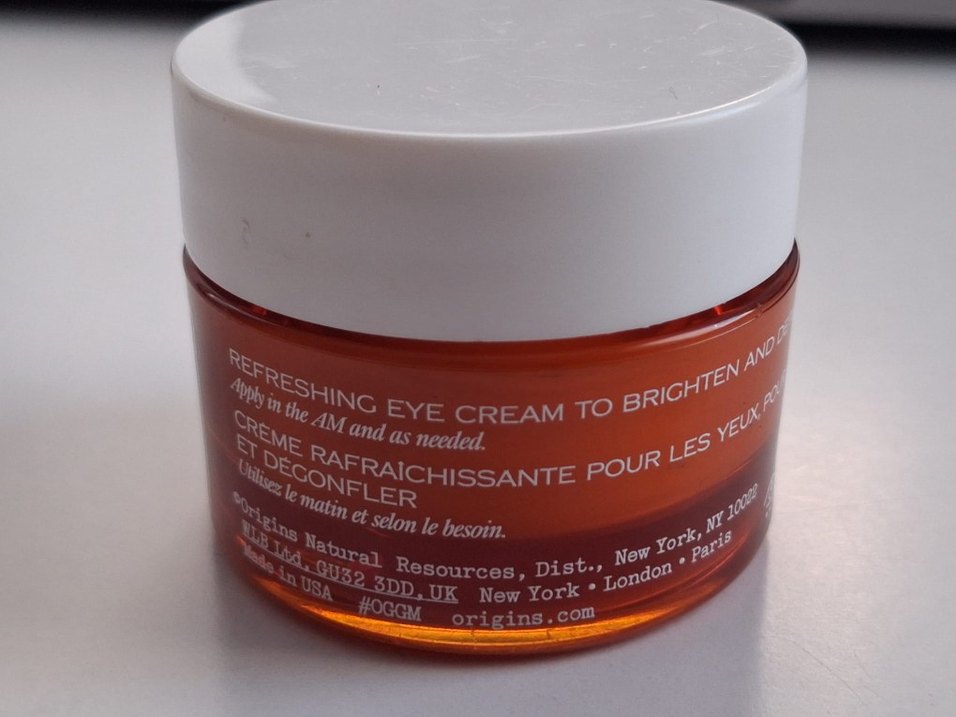 REFRESHING EYE CREAM TO BRIGHTEN AND
Apply in the AM and as needed.
CRÈME RAFRAÎCHISSANTE POUR LES YEUX,
ET DÉGONFLER
Utilisez le matin et selon le besoin.
©Origins Natural Resources, Dist., New York, NY 10022
WLB Ltd, GU32 3DD, UK New York • London • Paris
Made in USA #OGGM origins.com